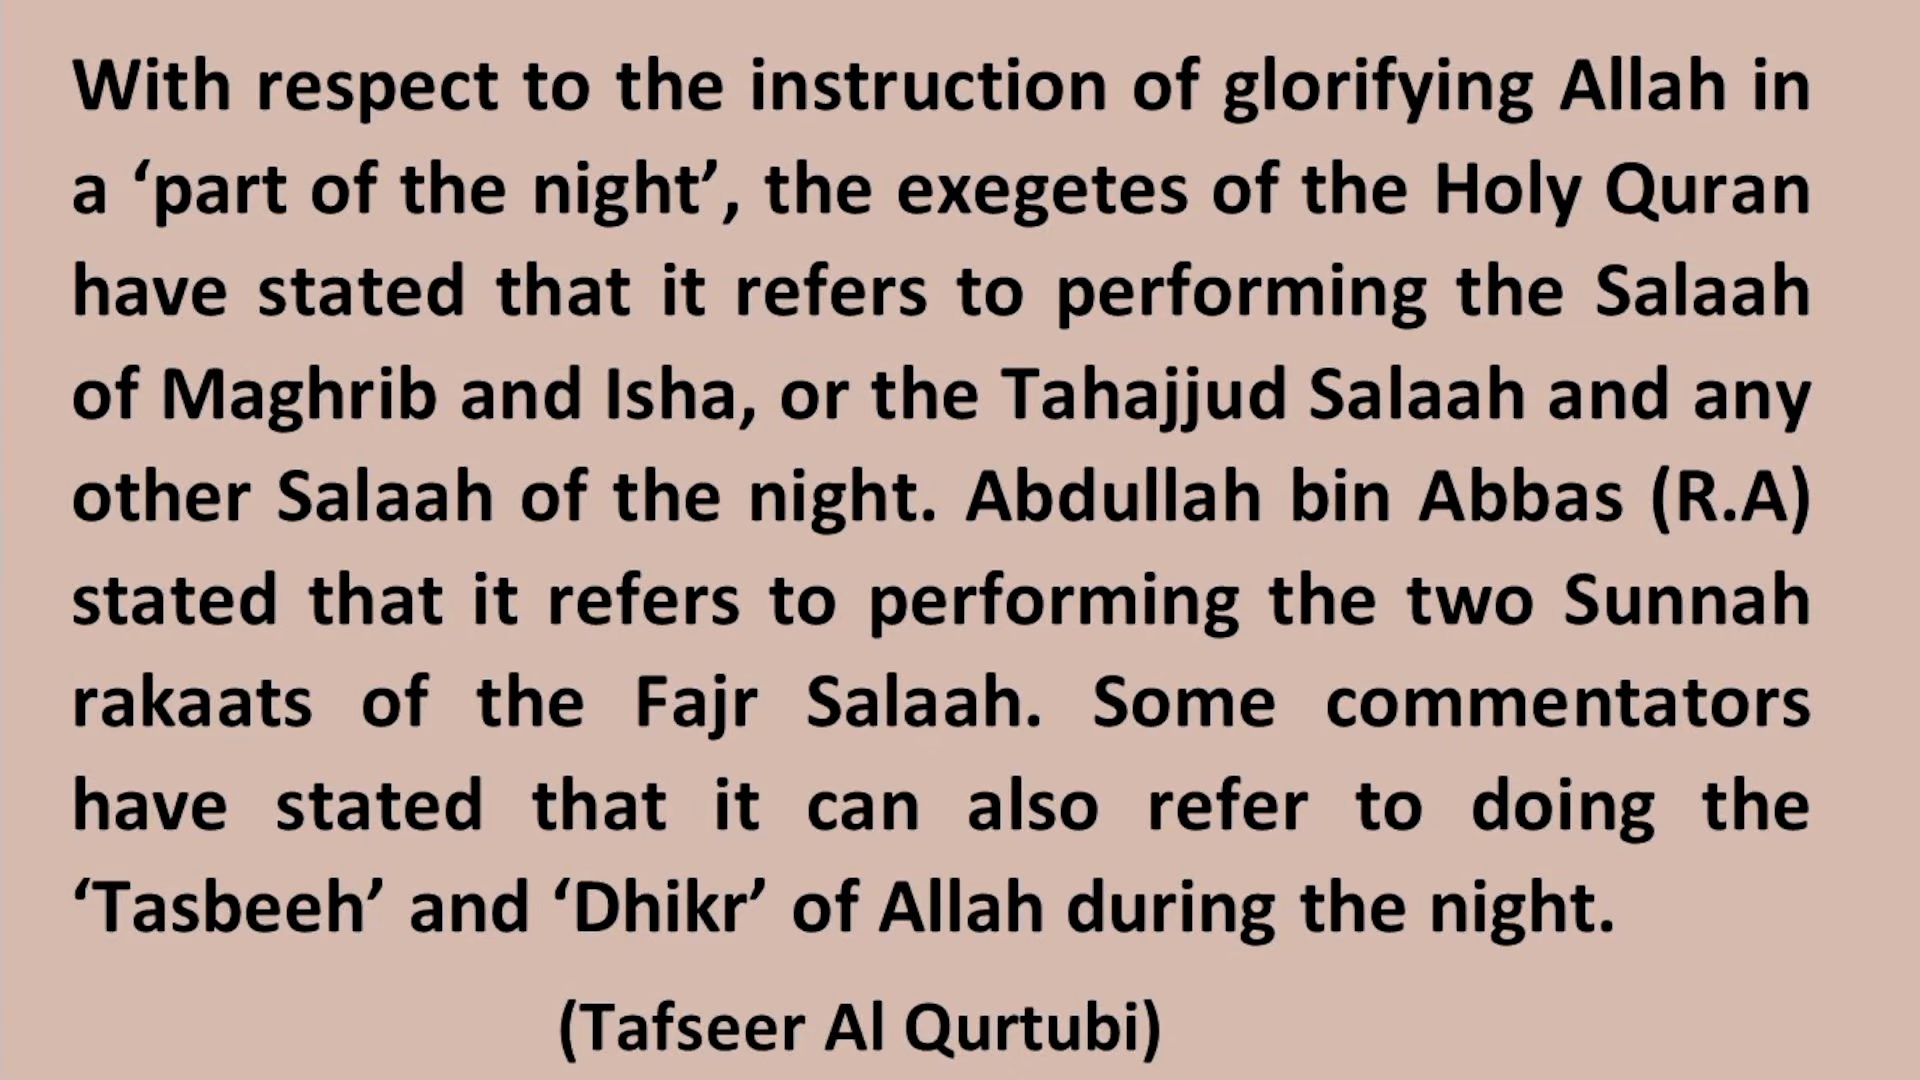 With respect to the instruction of glorifying Allah in
a ‘part of the night’, the exegetes of the Holy Quran
have stated that it refers to performing the Salaah
of Maghrib and Isha, or the Tahajjud Salaah and any
other Salaah of the night. Abdullah bin Abbas (R.A)
stated that it refers to performing the two Sunnah
rakaats of the Fajr Salaah. Some commentators
have stated that it can also refer to doing the
‘Tasbeeh’ and ‘Dhikr’ of Allah during the night.
(Tafseer Al Qurtubi)